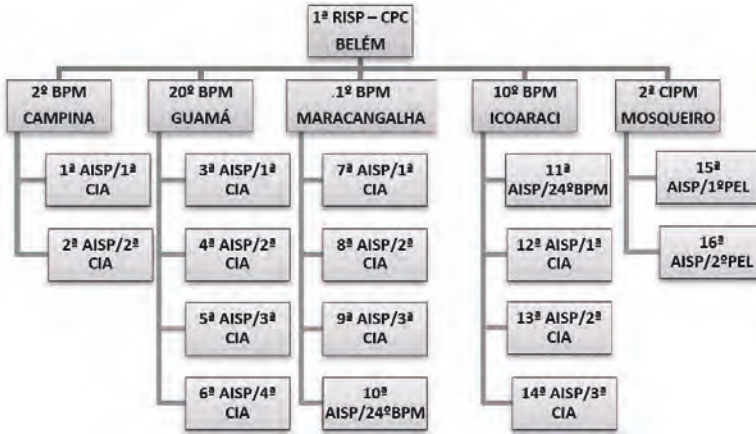 1ª RISP – CPC
BELÉM
2º BPM
CAMPINA
1ª AISP/1ª
CIA
2ª AISP/2ª
CIA
20º BPM
GUAMÁ
3ª AISP/1ª
CIA
4ª AISP/2ª
CIA
5ª AISP/3ª
CIA
6ª AISP/4ª
CIA
.1º BPM
MARACANGALHA
7ª AISP/1ª
CIA
8ª AISP/2ª
CIA
9ª AISP/3ª
CIA
10ª
AISP/24ºBPM
10º BPM
ICOARACI
11ª
AISP/24ºBPM
12ª AISP/1ª
CIA
13ª AISP/2ª
CIA
14ª AISP/3ª
CIA
2ª CIPM
MOSQUEIRO
15ª
AISP/1ºPEL
16ª
AISP/2ºPEL